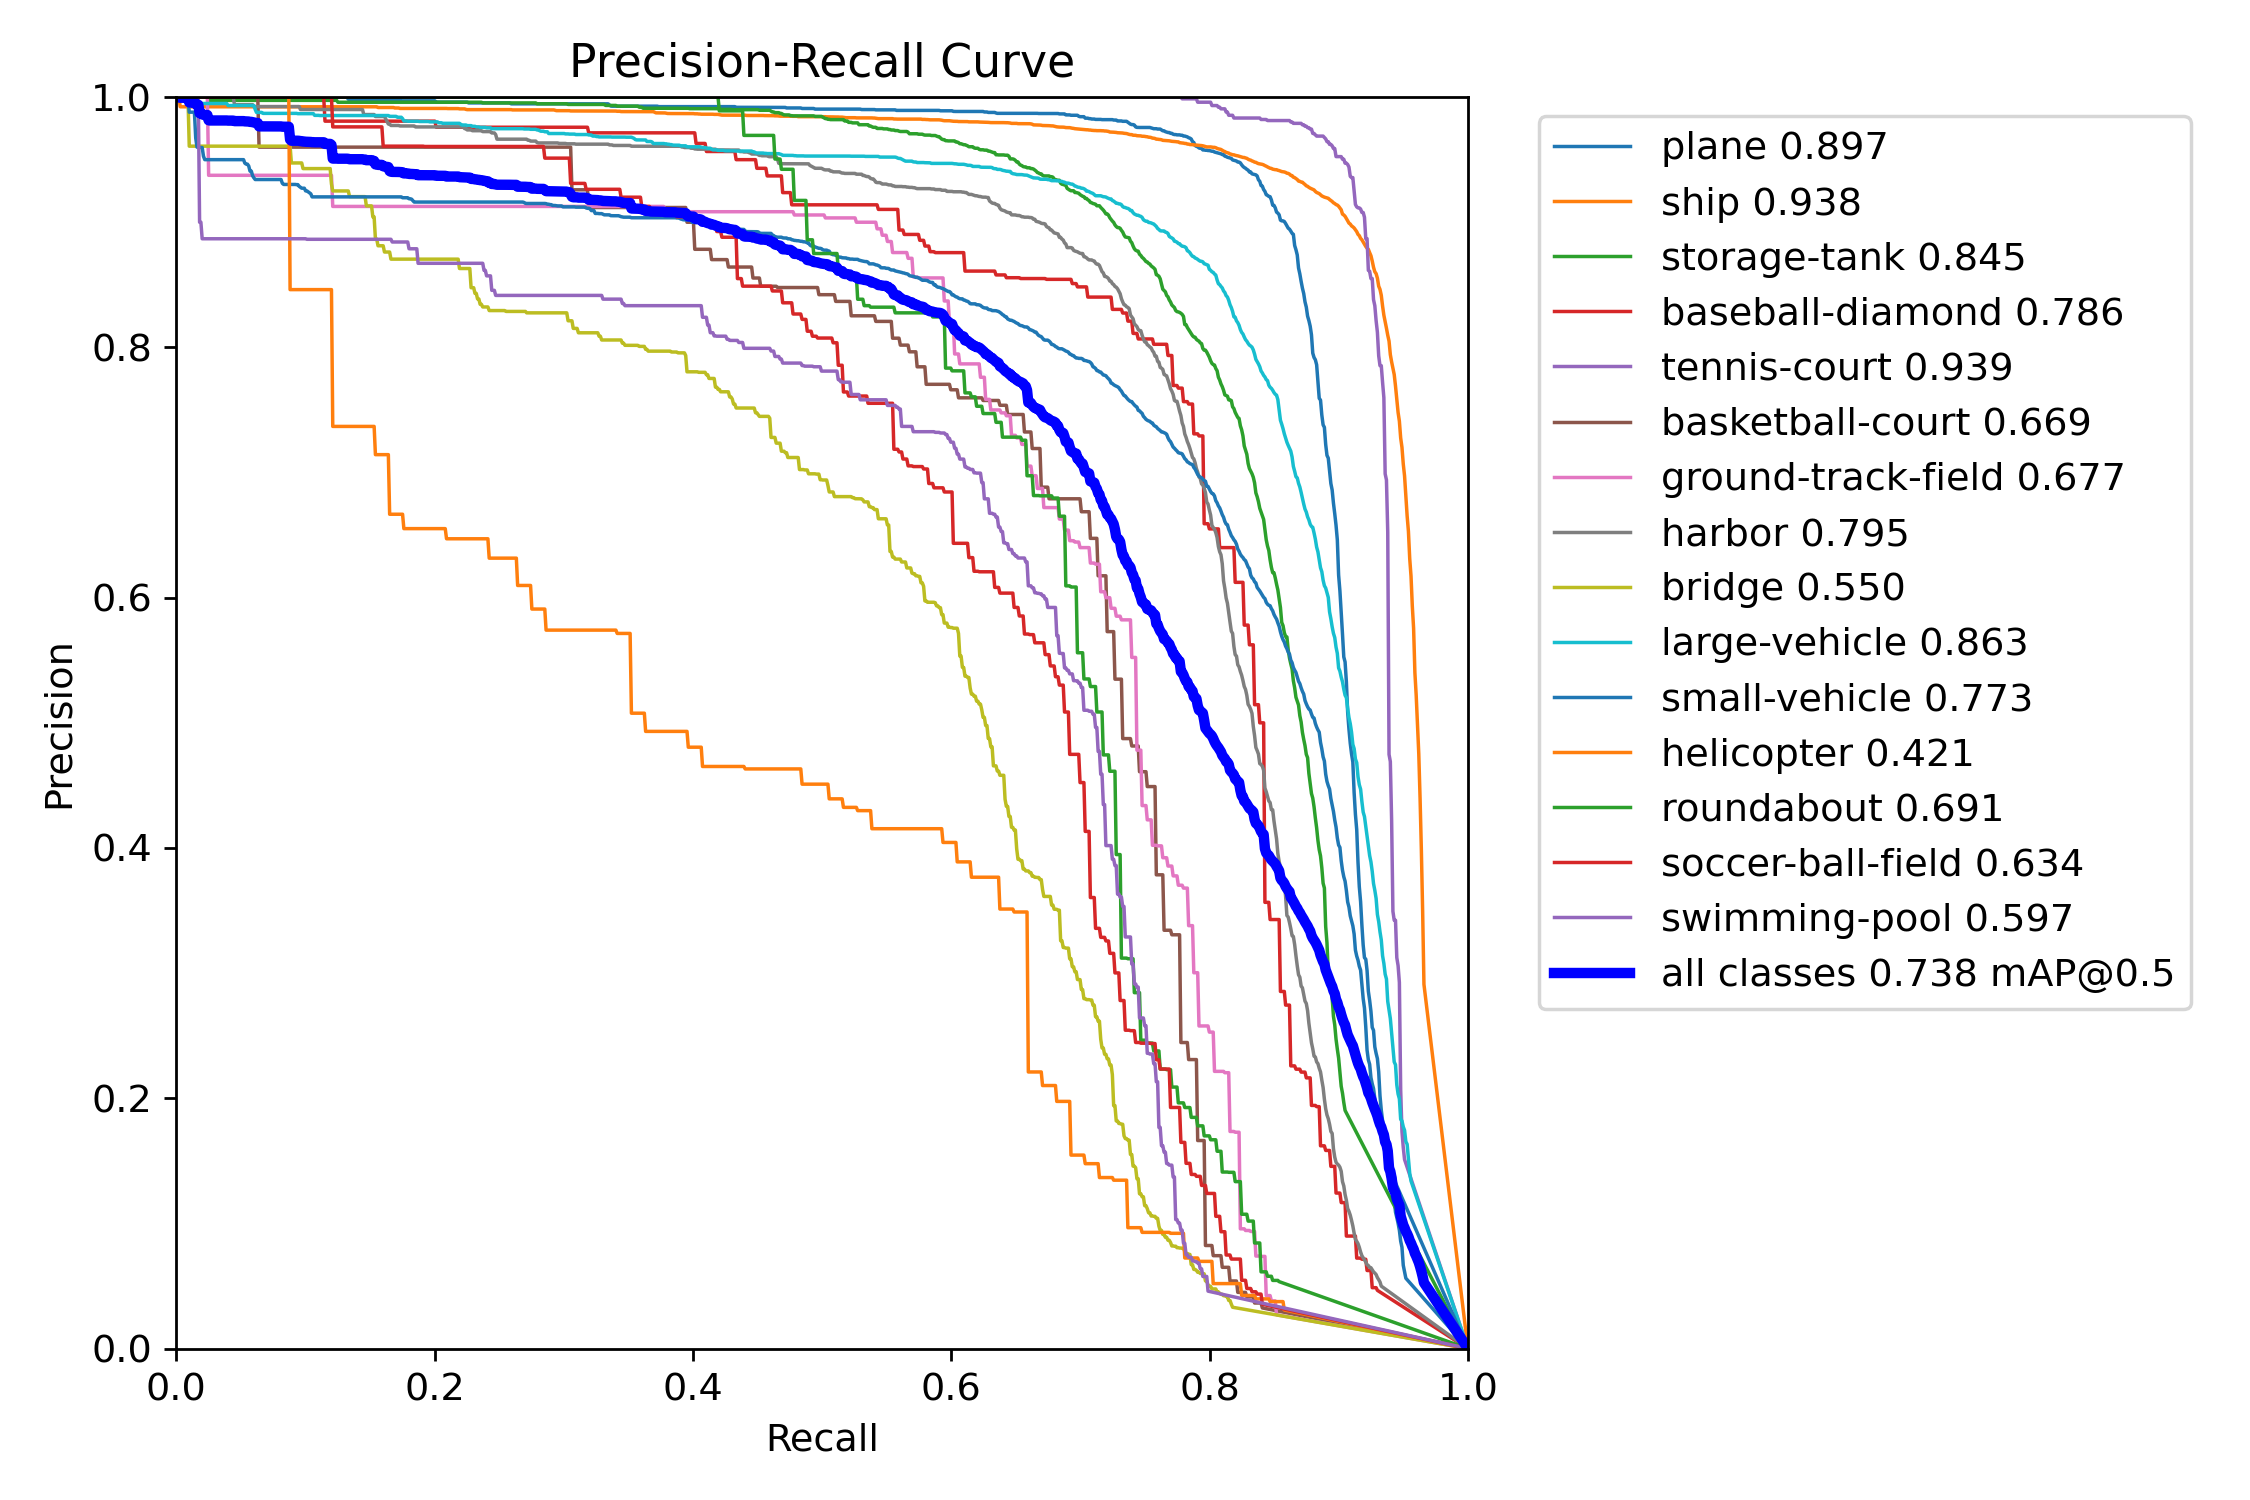 Precision-Recall Curve
1.0
0.8
0.6
0.4
0.2
0.0
Precision
0.0 0.2 0.4 0.6 0.8 1.0
Recall
plane 0.897
ship 0.938
storage-tank 0.845
baseball-diamond 0.786
tennis-court 0.939
basketball-court 0.669
ground-track-field 0.677
harbor 0.795
bridge 0.550
large-vehicle 0.863
small-vehicle 0.773
helicopter 0.421
roundabout 0.691
soccer-ball-field 0.634
swimming-pool 0.597
all classes 0.738 mAP@0.5